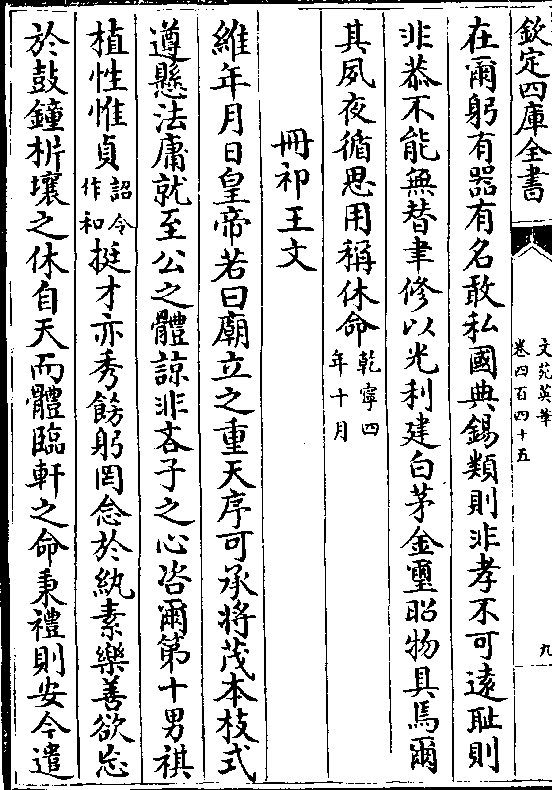 欽定四庫全書
文苑英華
卷四百四十五
九
在爾躬有器有名敢私國典錫類則非孝不可遠耻則
非恭不能無替聿修以光利建白茅金璽昭物具焉爾
其夙夜循思用稱休命乾寧四年十月
冊祁王文
維年月日皇帝若曰廟立之重天序可承將茂本枝式
遵懸法庸就至公之體諒非吝子之心咨爾第十男祺
植性惟貞詔令作和挺才亦秀飭躬罔念於紈素樂善欲忘
於鼓鐘析壤之休自天而體臨軒之命秉禮則安今遣